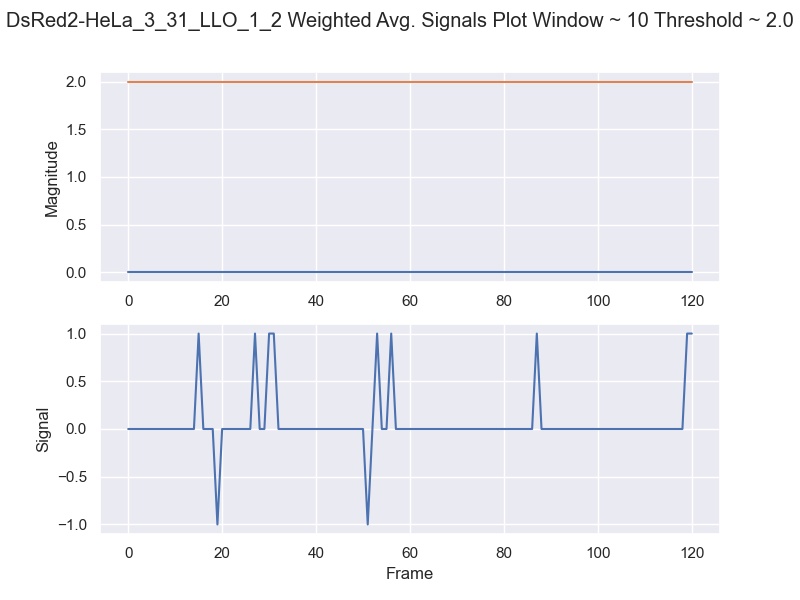 DsRed2-HeLa_3_31_LLO_1_2 Weighted Avg. Signals Plot Window ~ 10 Threshold ~ 2.0
2.0
1.5
1.0
0.5
0.0
Magnitude
0 20 40 60 80 100 120
1.0
0.5
0.0
−0.5
−1.0
Signal
0 20 40 60 80 100 120
Frame